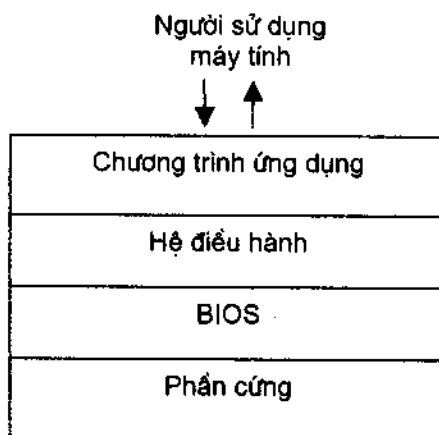 Người sử dụng
máy tính
Chương trình ứng dụng
Hệ điều hành
BIOS
Phần cứng